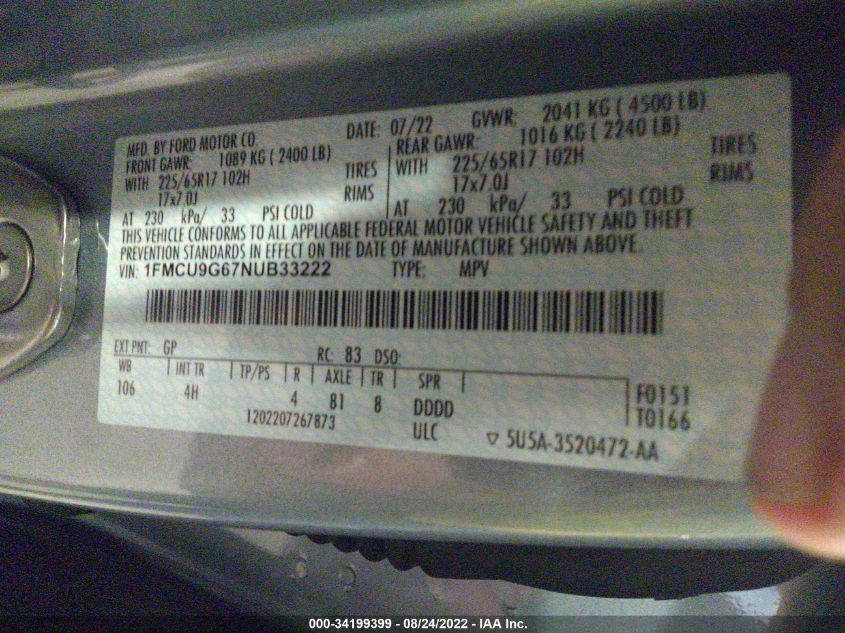 MFD. BY FORD MOTOR CO.
DATE: 07/22 GVWR: 2041 KG ( 4500 LB)
FRONT GAWR: 1089 KG ( 2400 LB)
WITH 225/65R17 102H TIRES
17x7.0J RIMS
AT 230 kPa/ 33 PSI COLD
REAR GAWR: 1016 KG ( 2240 LB)
WITH 225/65R17 102H TIRES
17x7.0J RIMS
AT 230 kPa/ 33 PSI COLD
THIS VEHICLE CONFORMS TO ALL APPLICABLE FEDERAL MOTOR VEHICLE SAFETY AND THEFT
PREVENTION STANDARDS IN EFFECT ON THE DATE OF MANUFACTURE SHOWN ABOVE.
VIN: 1FMCU9G67NUB33222 TYPE: MPV
EXT PNT: GP RC: 83 DSO:
WB INT TR TP/PS R AXLE TR SPR
106 4H 4 81 8 DDDD
1202207267873 ULC
F0151
T0166
▽ 5U5A-3520472-AA
000-34199399 - 08/24/2022 - IAA Inc.